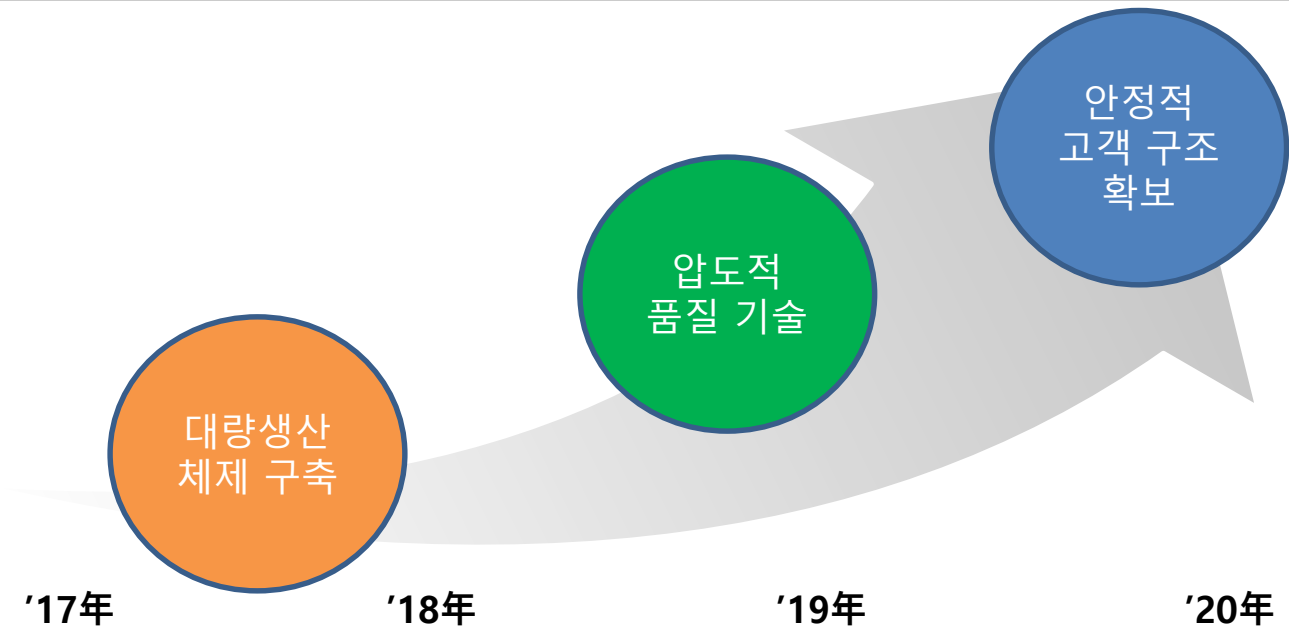 안정적
고객 구조
확보
압도적
품질 기술
대량생산
체제 구축
’17年
’18年
’19年
’20年